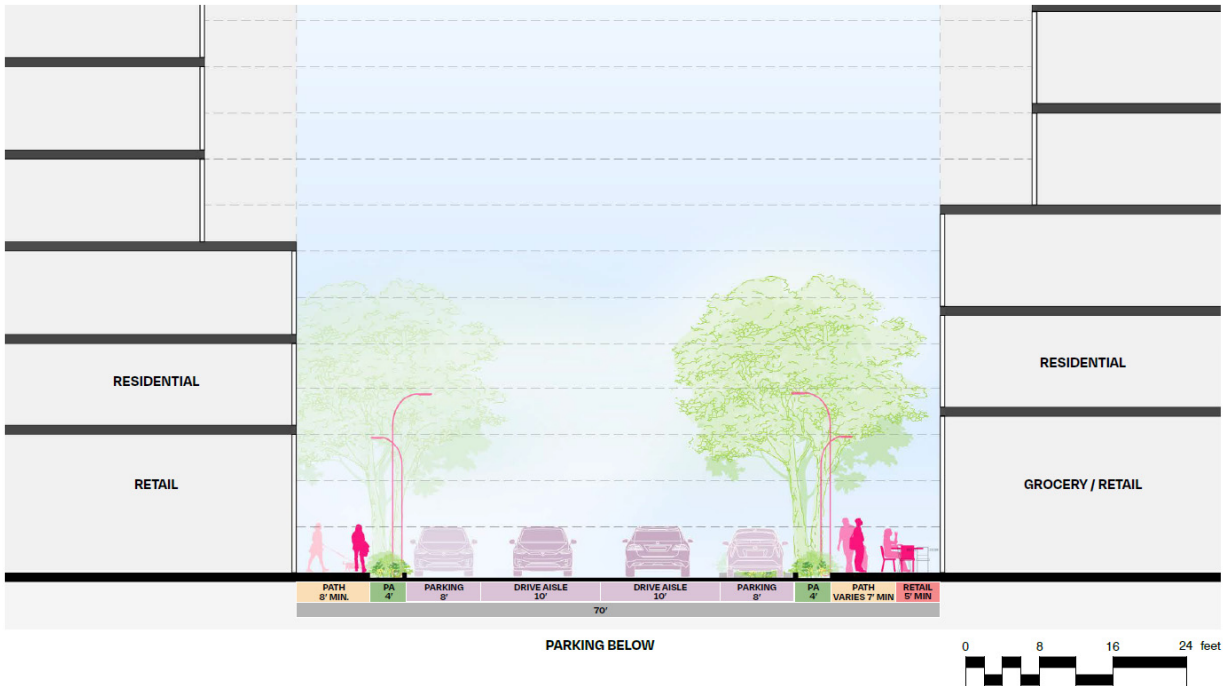 RESIDENTIAL
RESIDENTIAL
RETAIL
GROCERY / RETAIL
PATH
8' MIN.
PA
4'
PARKING
8'
DRIVE AISLE
10'
DRIVE AISLE
10'
PARKING
8'
PA
4'
PATH
VARIES 7' MIN
RETAIL
5' MIN
70'
PARKING BELOW
0 8 16 24 feet